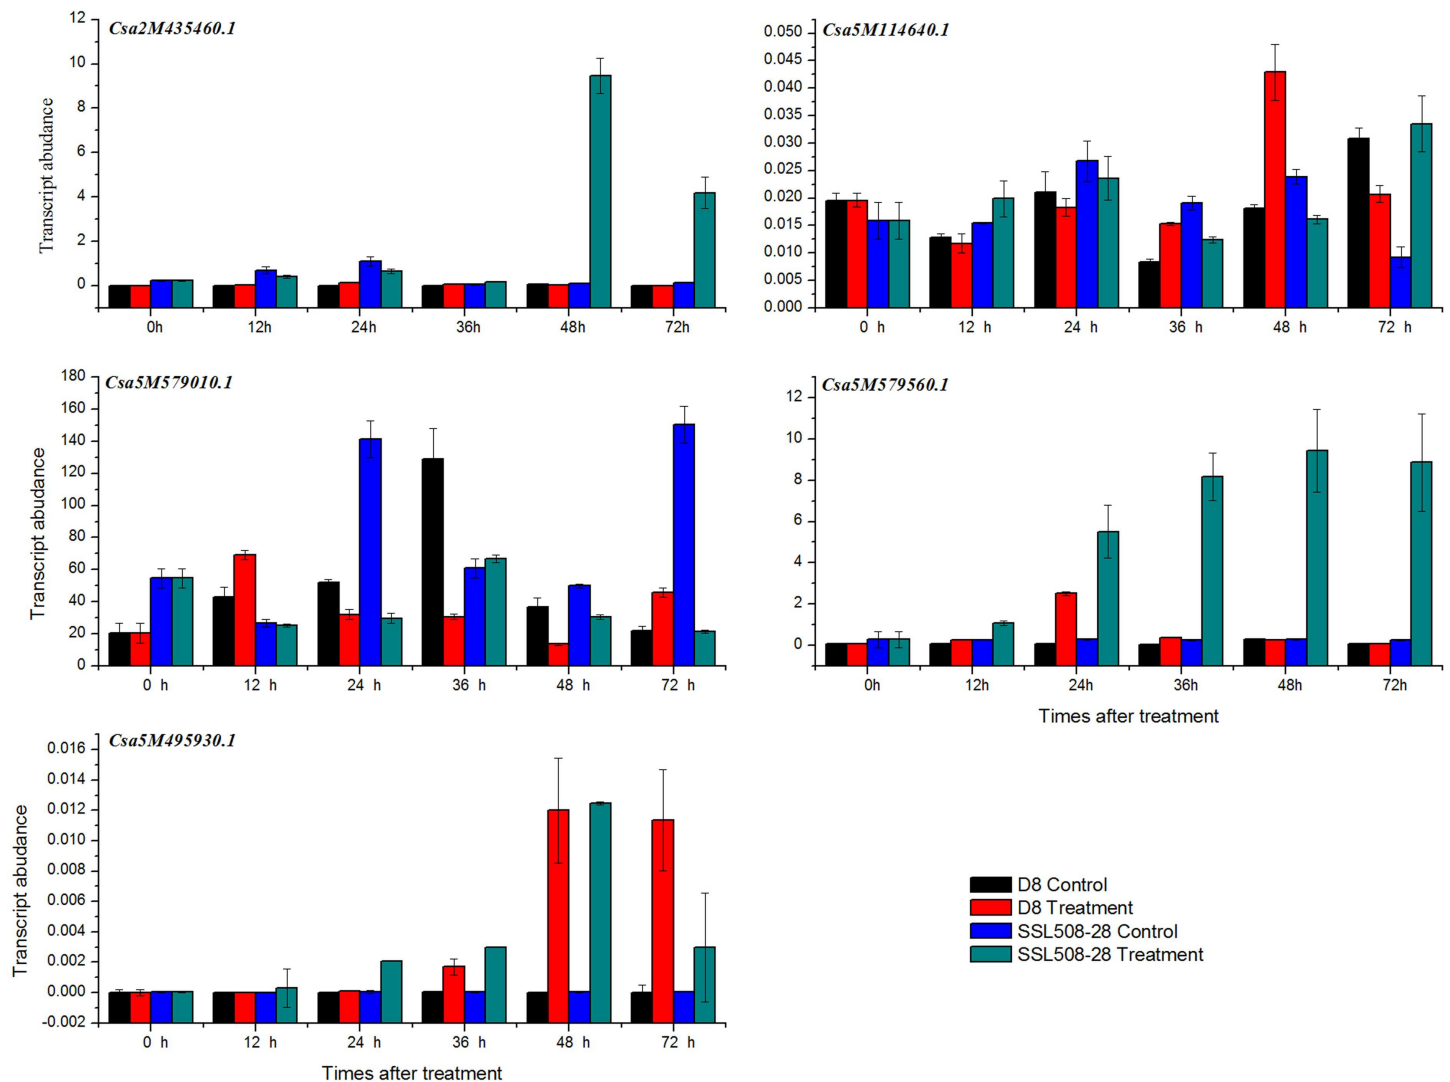 Csa2M435460.1
Transcript abudance
12
10
8
6
4
2
0
0h 12h 24h 36h 48h 72h
Csa5M114640.1
0.050
0.045
0.040
0.035
0.030
0.025
0.020
0.015
0.010
0.005
0.000
0 h 12 h 24 h 36 h 48 h 72 h
Csa5M579010.1
Transcript abudance
180
160
140
120
100
80
60
40
20
0
0 h 12 h 24 h 36 h 48 h 72 h
Csa5M579560.1
12
10
8
6
4
2
0
0h 12h 24h 36h 48h 72h
Times after treatment
Csa5M495930.1
Transcript abudance
0.016
0.014
0.012
0.010
0.008
0.006
0.004
0.002
0.000
-0.002
0 h 12 h 24 h 36 h 48 h 72 h
Times after treatment
D8 Control
D8 Treatment
SSL508-28 Control
SSL508-28 Treatment